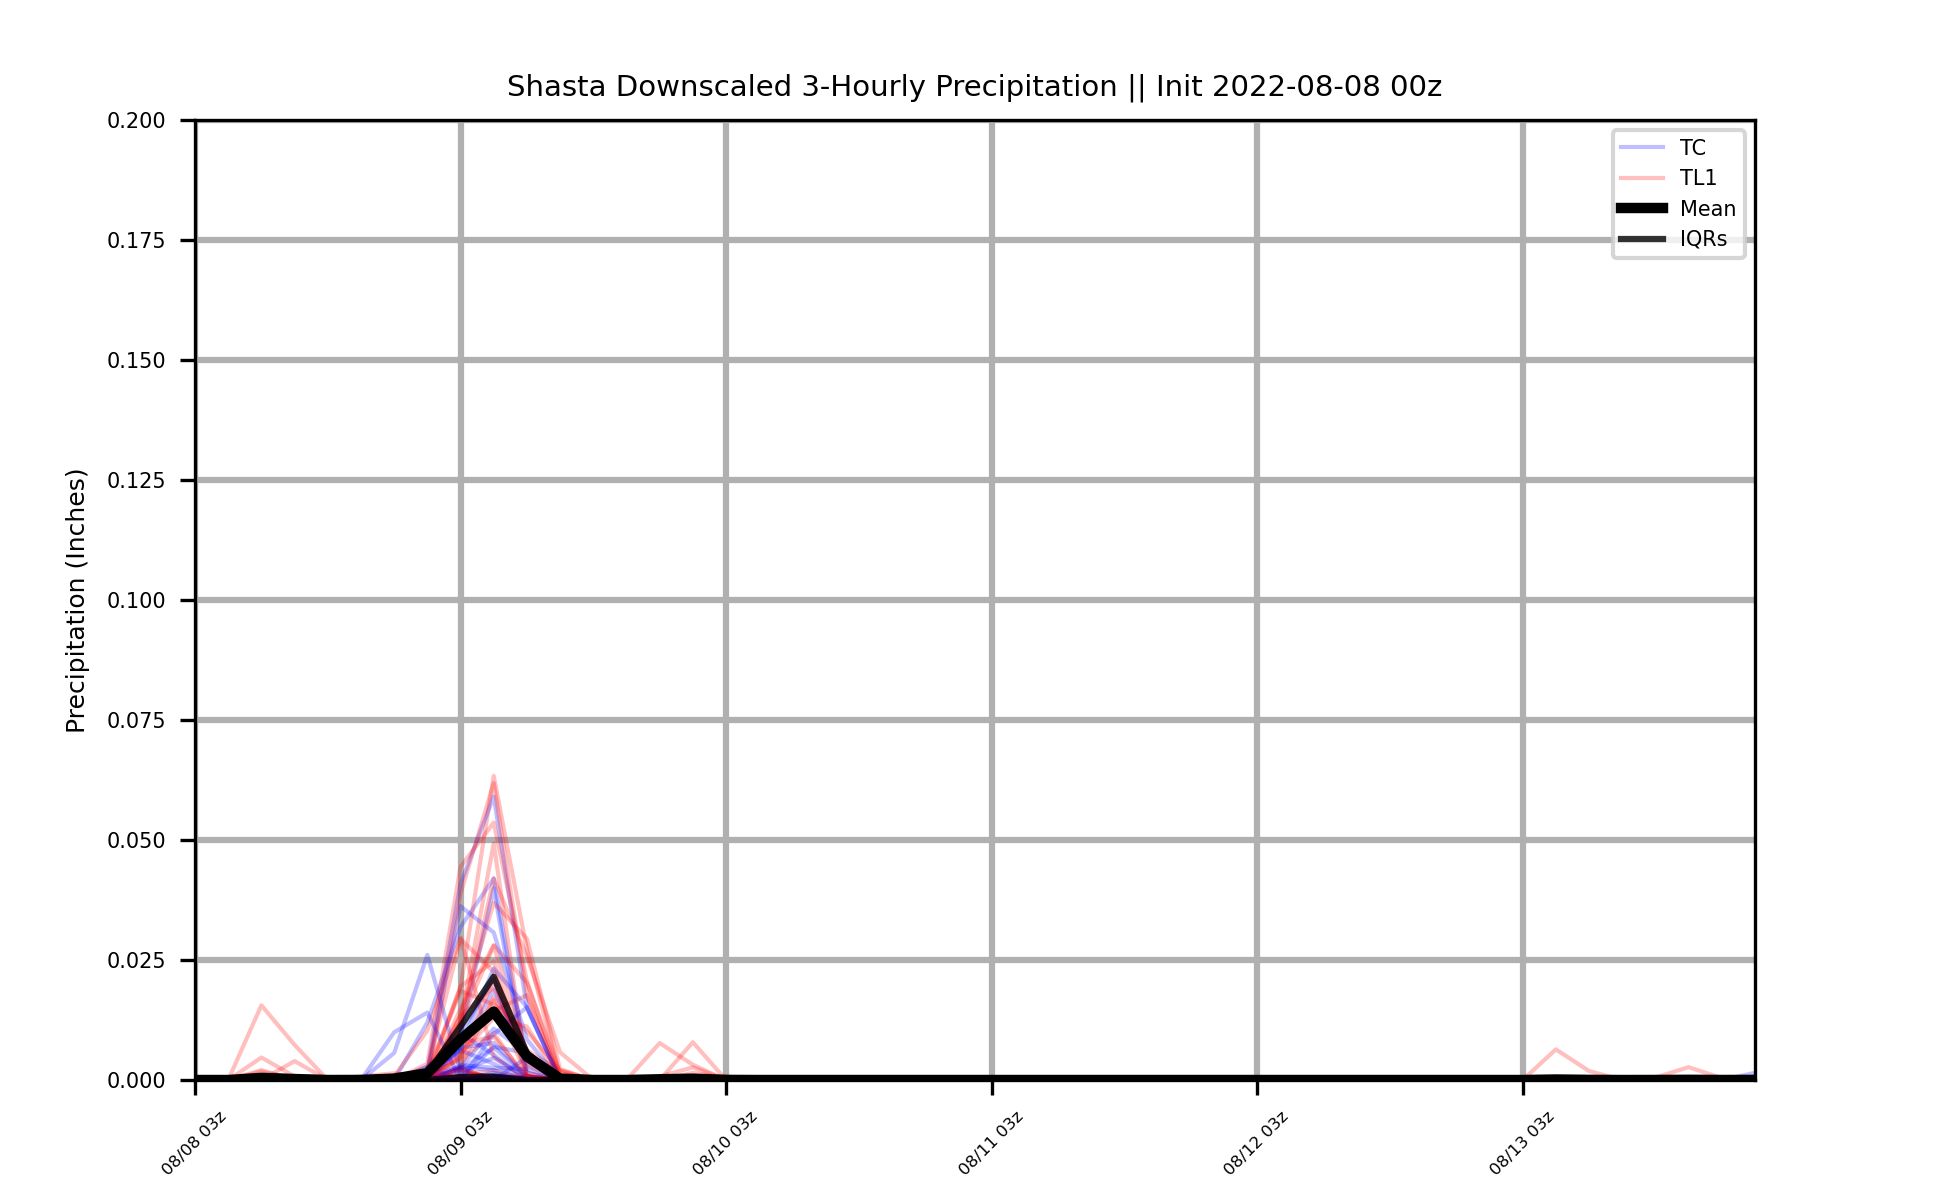 Shasta Downscaled 3-Hourly Precipitation || Init 2022-08-08 00z
Precipitation (Inches)
0.200
0.175
0.150
0.125
0.100
0.075
0.050
0.025
0.000
TC
TL1
Mean
IQRs
08/08 03z
08/09 03z
08/10 03z
08/11 03z
08/12 03z
08/13 03z